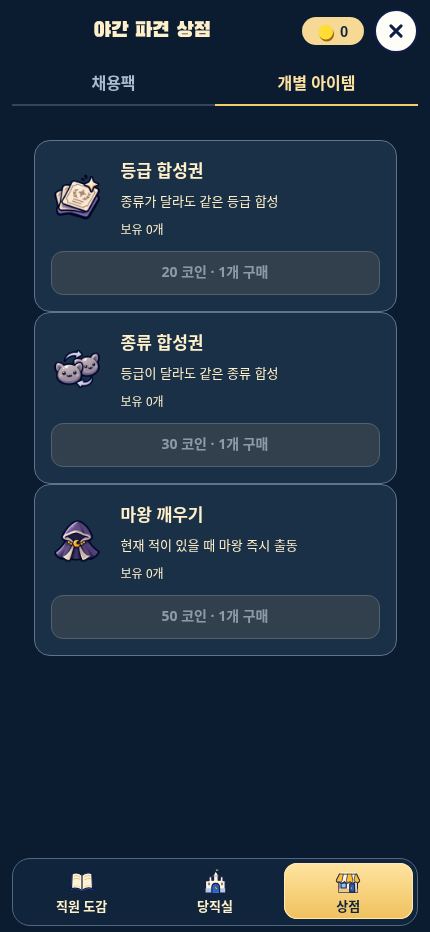 야간 파견 상점
0
채용팩
개별 아이템
등급 합성권
종류가 달라도 같은 등급 합성
보유 0개
20 코인 · 1개 구매
종류 합성권
등급이 달라도 같은 종류 합성
보유 0개
30 코인 · 1개 구매
마왕 깨우기
현재 적이 있을 때 마왕 즉시 출동
보유 0개
50 코인 · 1개 구매
직원 도감
당직실
상점